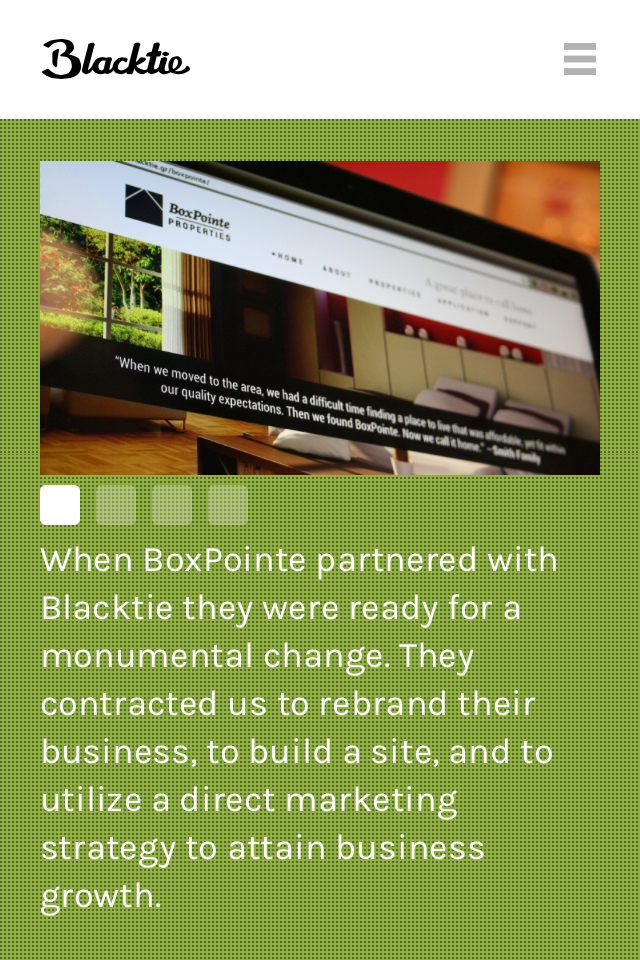 Blacktie
cktie.gr/boxpointe/
BoxPointe
PROPERTIES
HOME
ABOUT
PROPERTIES
A great place to call home.
APPLICATION
SUPPORT
"When we moved to the area, we had a difficult time finding a place to live that was affordable, yet fit within
our quality expectations. Then we found BoxPointe. Now we call it home." - Smith Family
When BoxPointe partnered with
Blacktie they were ready for a
monumental change. They
contracted us to rebrand their
business, to build a site, and to
utilize a direct marketing
strategy to attain business
growth.